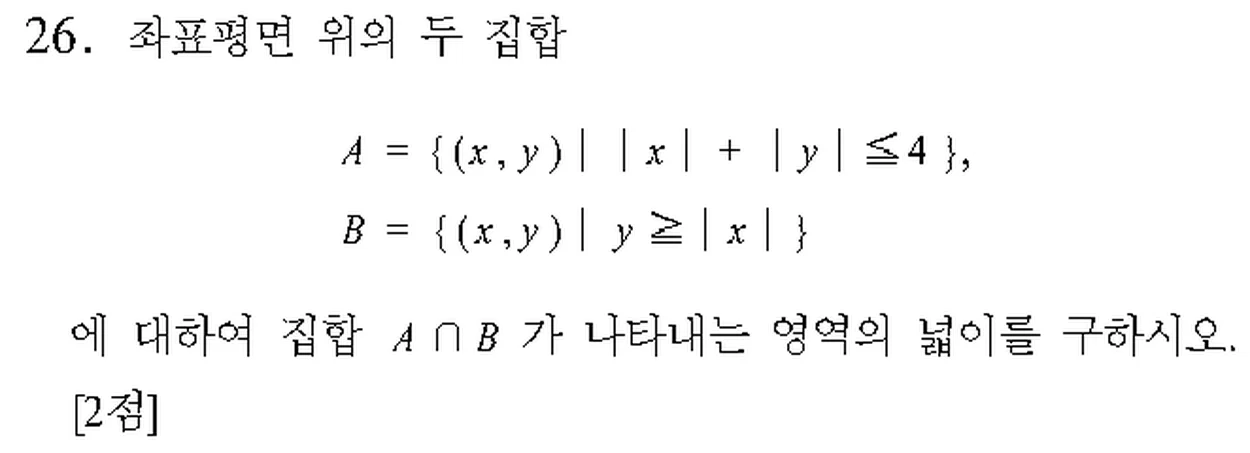 26. 좌표평면 위의 두 집합
A = {(x, y)| |x| + |y| ≦4 },
B = {(x,y)| y ≧|x| }
에 대하여 집합 A ∩ B 가 나타내는 영역의 넓이를 구하시오.
[2점]